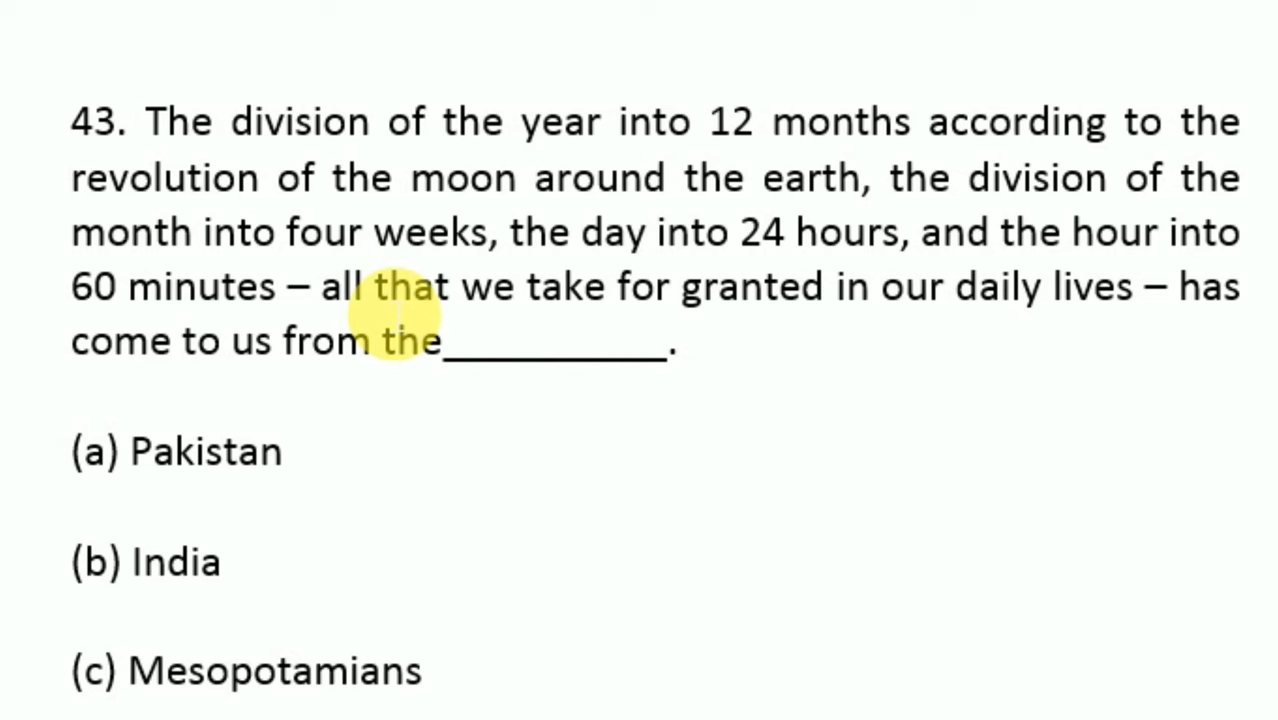 43. The division of the year into 12 months according to the
revolution of the moon around the earth, the division of the
month into four weeks, the day into 24 hours, and the hour into
60 minutes – all that we take for granted in our daily lives – has
come to us from the__________.
(a) Pakistan
(b) India
(c) Mesopotamians